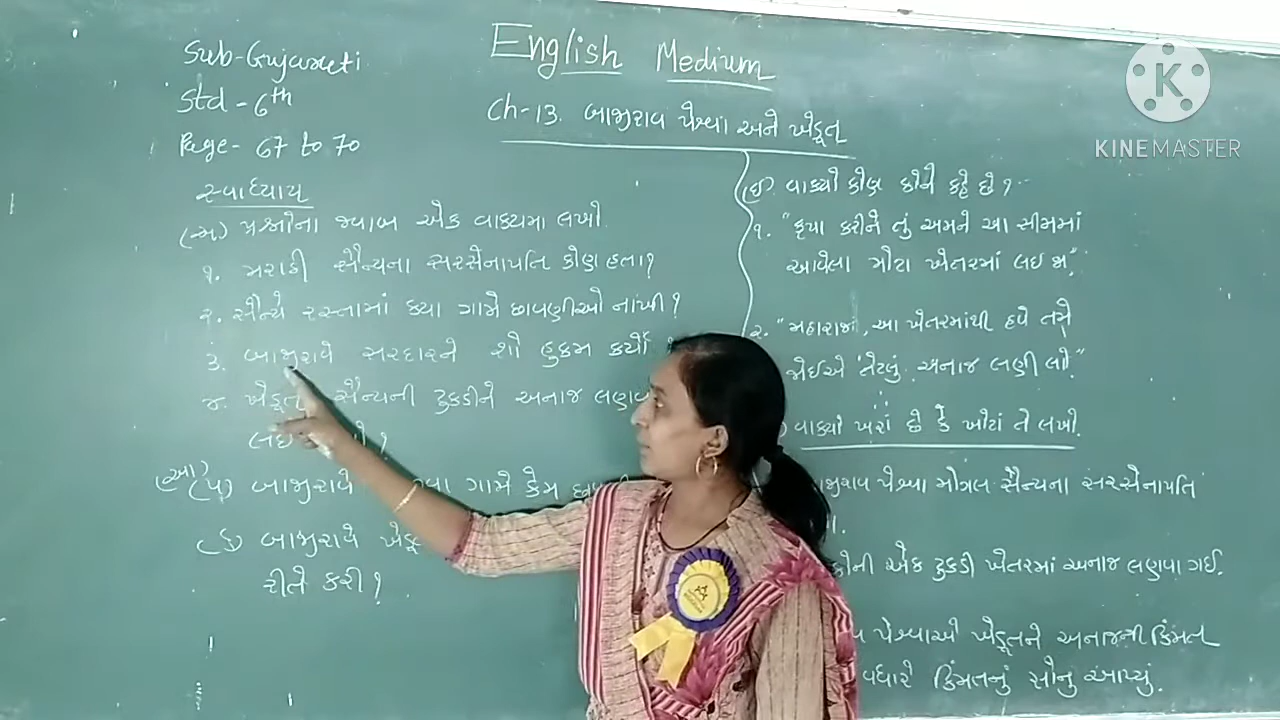 Sub-Gujarati
Std - 6th
Page - 67 to 70
English Medium
Ch-13. બાજીરાવ પેશ્વા અને ખેડૂત
સ્વાધ્યાય
(અ) પ્રશ્નોના જવાબ એક વાક્યમાં લખો.
૧. મરાઠી સૈન્યના સરસેનાપતિ કોણ હતા?
૨. સૈન્યે રસ્તામાં ક્યા ગામે છાવણીઓ નાંખી?
૩. બાજીરાવે સરદારને શો હુકમ કર્યો?
૪. ખેડૂત સૈન્યની ટુકડીને અનાજ લણવા
?
(આ) (૫) બાજીરાવે ગામે કેમ
(૬) બાજીરાવે
રીતે કરી?
(ઈ) વાક્યો કોણ કોને કહે છે?
૧. "કૃપા કરીને તું અમને આ સીમમાં
આવેલા મોટા ખેતરમાં લઇ જા."
૨. "મહારાજા, આ ખેતરમાંથી હવે તમે
જોઈએ તેટલું અનાજ લણી લો."
વાક્યો ખરાં છે કે ખોટાં તે લખો.
પેશ્વા મોગલ સૈન્યના સરસેનાપતિ
એક ટુકડી ખેતરમાં અનાજ લણવા ગઈ.
પેશ્વાએ ખેડૂતને અનાજની કિંમત
વધારે કિંમતનું સોનુ આપ્યું.
K
KINEMASTER